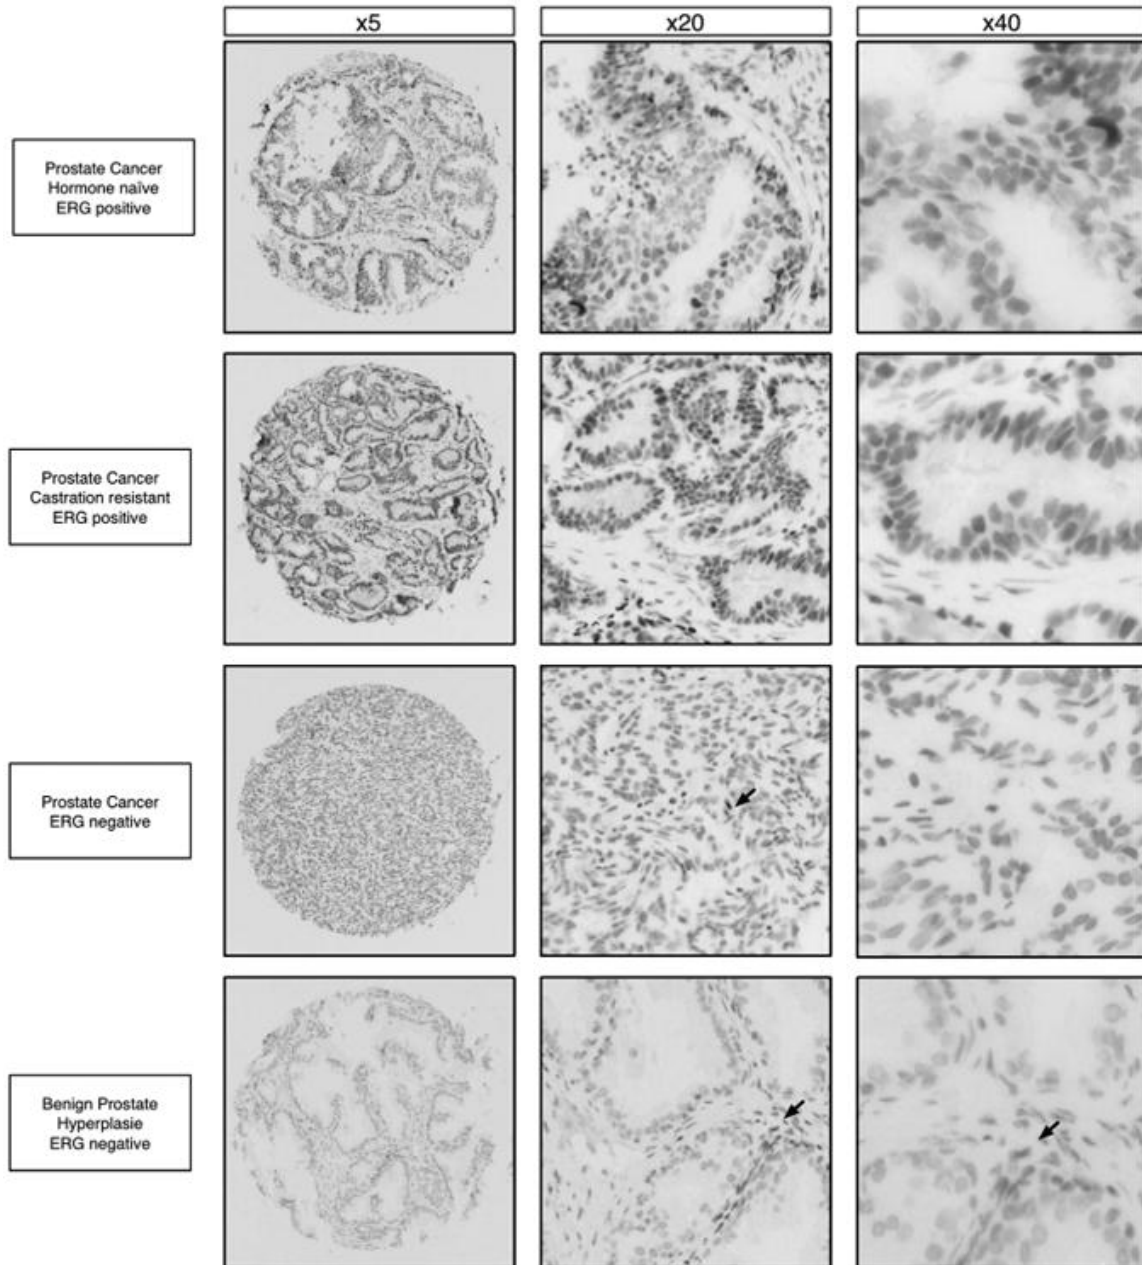 x5
x20
x40
Prostate Cancer
Hormone naïve
ERG positive
Prostate Cancer
Castration resistant
ERG positive
Prostate Cancer
ERG negative
Benign Prostate
Hyperplasie
ERG negative